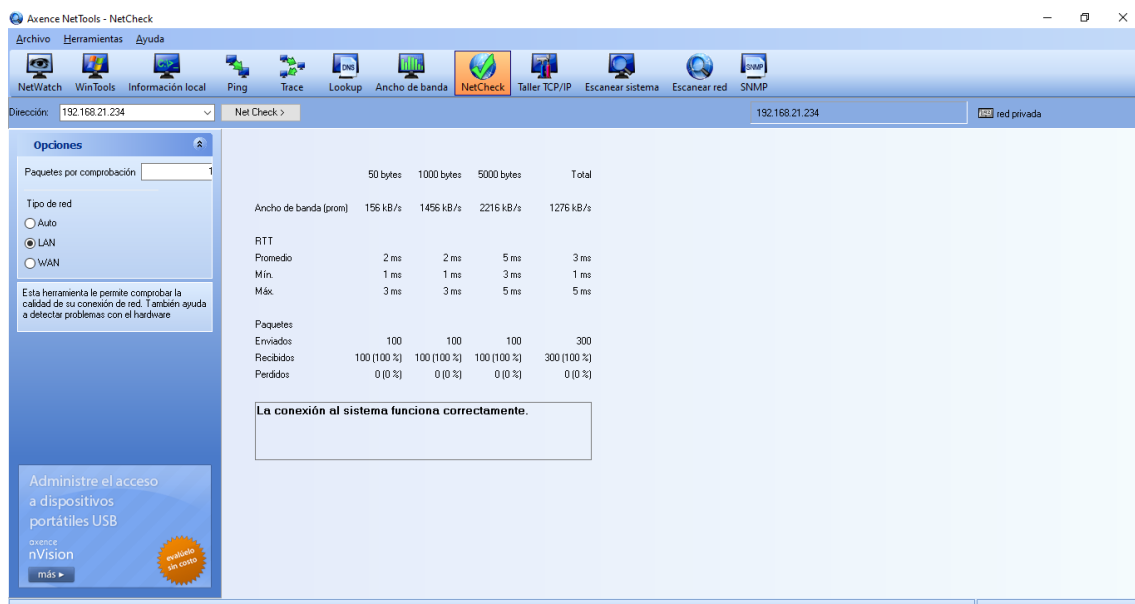 Axence NetTools - NetCheck
Archivo Herramientas Ayuda
NetWatch WinTools Información local Ping Trace Lookup Ancho de banda NetCheck Taller TCP/IP Escanear sistema Escanear red SNMP
DNS
SNMP
Dirección: 192.168.21.234 Net Check > 192.168.21.234 red privada
Opciones
Paquetes por comprobación 1
Tipo de red
Auto
LAN
WAN
Esta herramienta le permite comprobar la
calidad de su conexión de red. También ayuda
a detectar problemas con el hardware
50 bytes 1000 bytes 5000 bytes Total
Ancho de banda (prom) 156 kB/s 1456 kB/s 2216 kB/s 1276 kB/s
RTT
Promedio 2 ms 2 ms 5 ms 3 ms
Mín. 1 ms 1 ms 3 ms 1 ms
Máx. 3 ms 3 ms 5 ms 5 ms
Paquetes
Enviados 100 100 100 300
Recibidos 100 (100 %) 100 (100 %) 100 (100 %) 300 (100 %)
Perdidos 0 (0 %) 0 (0 %) 0 (0 %) 0 (0 %)
La conexión al sistema funciona correctamente.
Administre el acceso
a dispositivos
portátiles USB
axence
nVision
evalúelo
sin costo
más